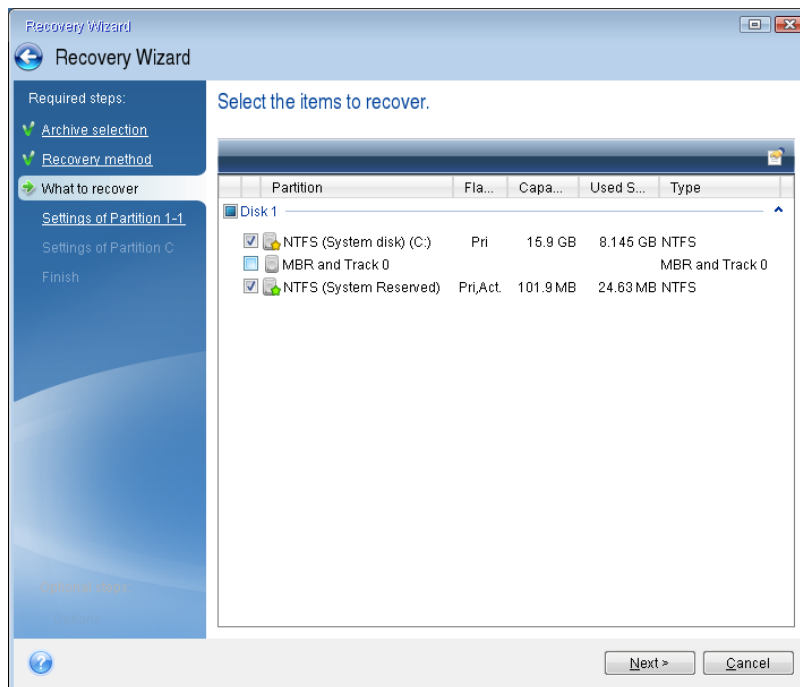 Recovery Wizard
Recovery Wizard
Required steps:
Archive selection
Recovery method
What to recover
Settings of Partition 1-1
Settings of Partition C
Finish
Select the items to recover.
Partition Fla... Capa... Used S... Type
Disk 1
NTFS (System disk) (C:) Pri 15.9 GB 8.145 GB NTFS
MBR and Track 0 MBR and Track 0
NTFS (System Reserved) Pri,Act. 101.9 MB 24.63 MB NTFS
Next >
Cancel